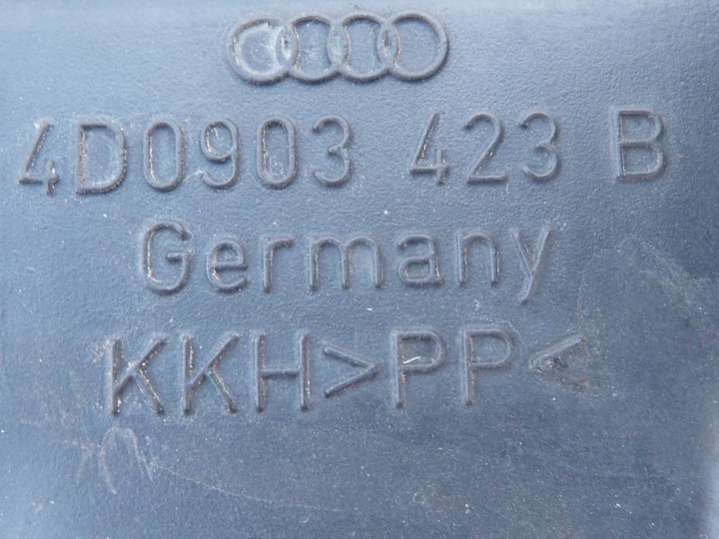 4D0903 423 B
Germany
KKH>PP<